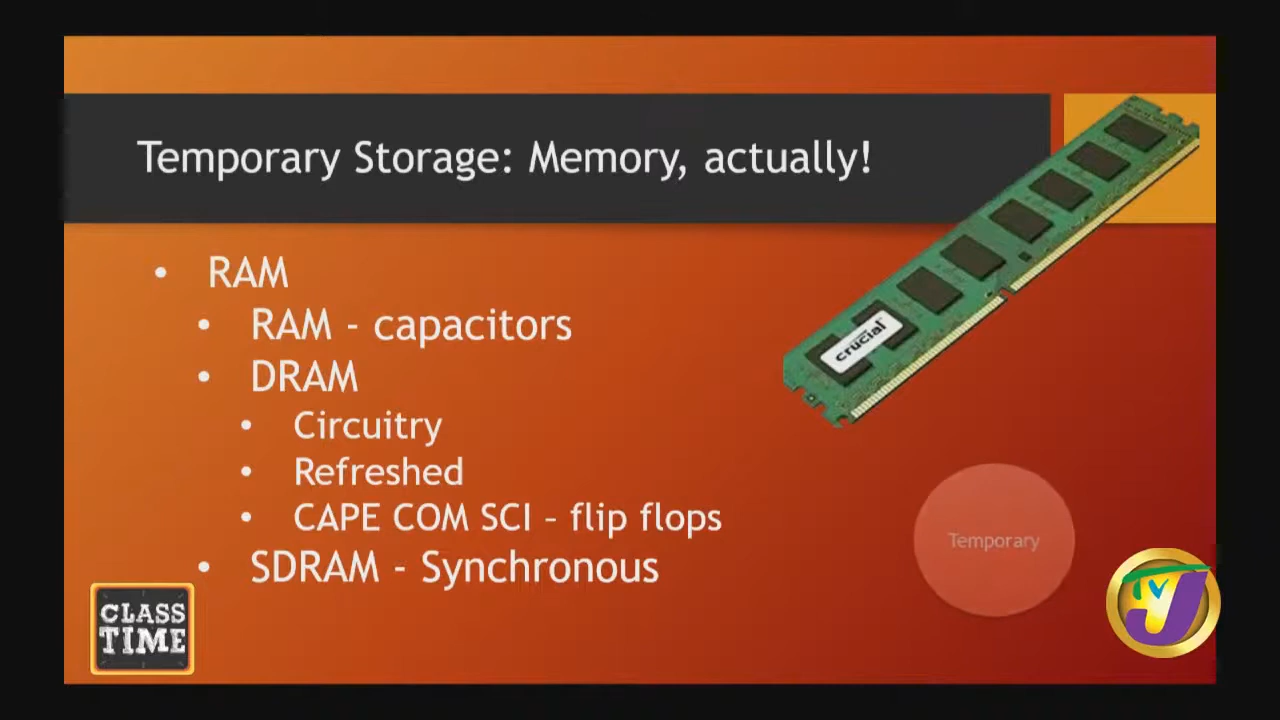 Temporary Storage: Memory, actually!
• RAM
• RAM - capacitors
• DRAM
• Circuitry
• Refreshed
• CAPE COM SCI – flip flops
• SDRAM - Synchronous
crucial
Temporary
CLASS
TIME
TVJ